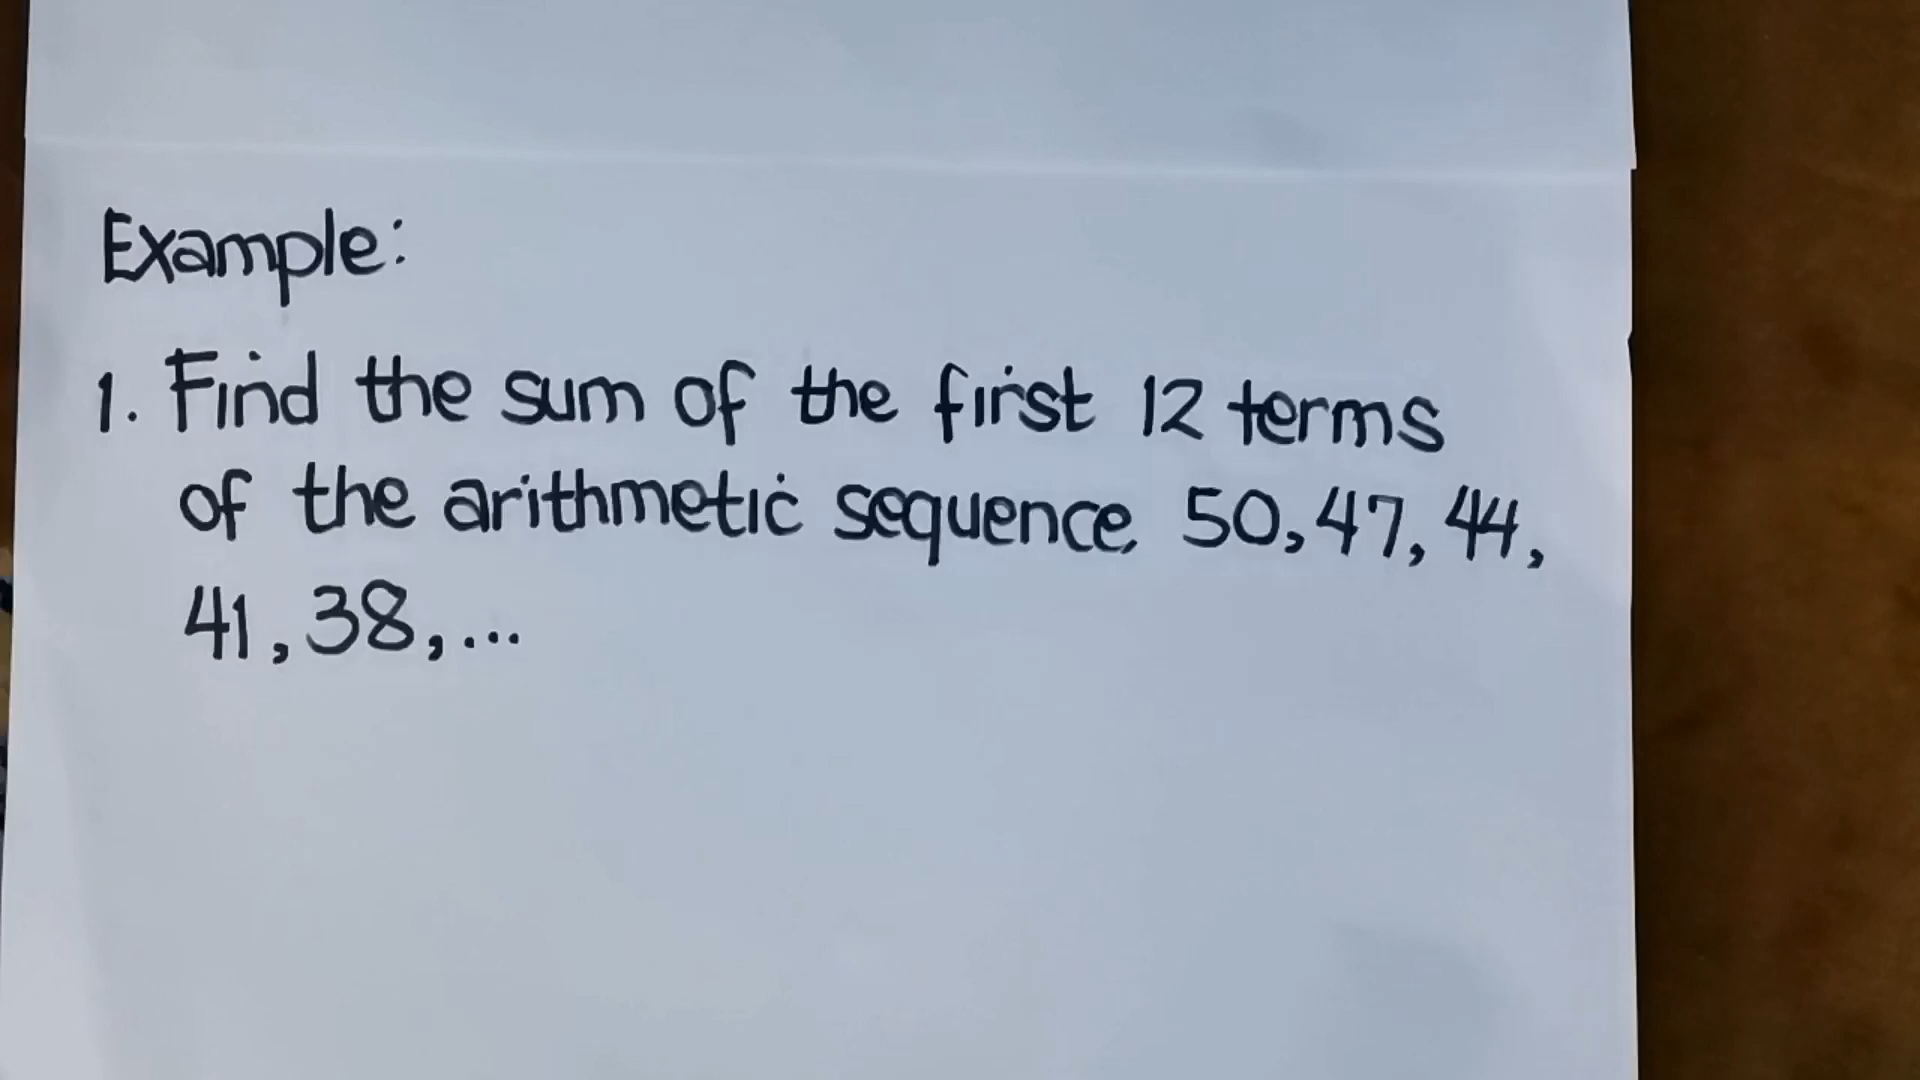 Example:
1. Find the sum of the first 12 terms
of the arithmetic sequence, 50, 47, 44,
41, 38, ...